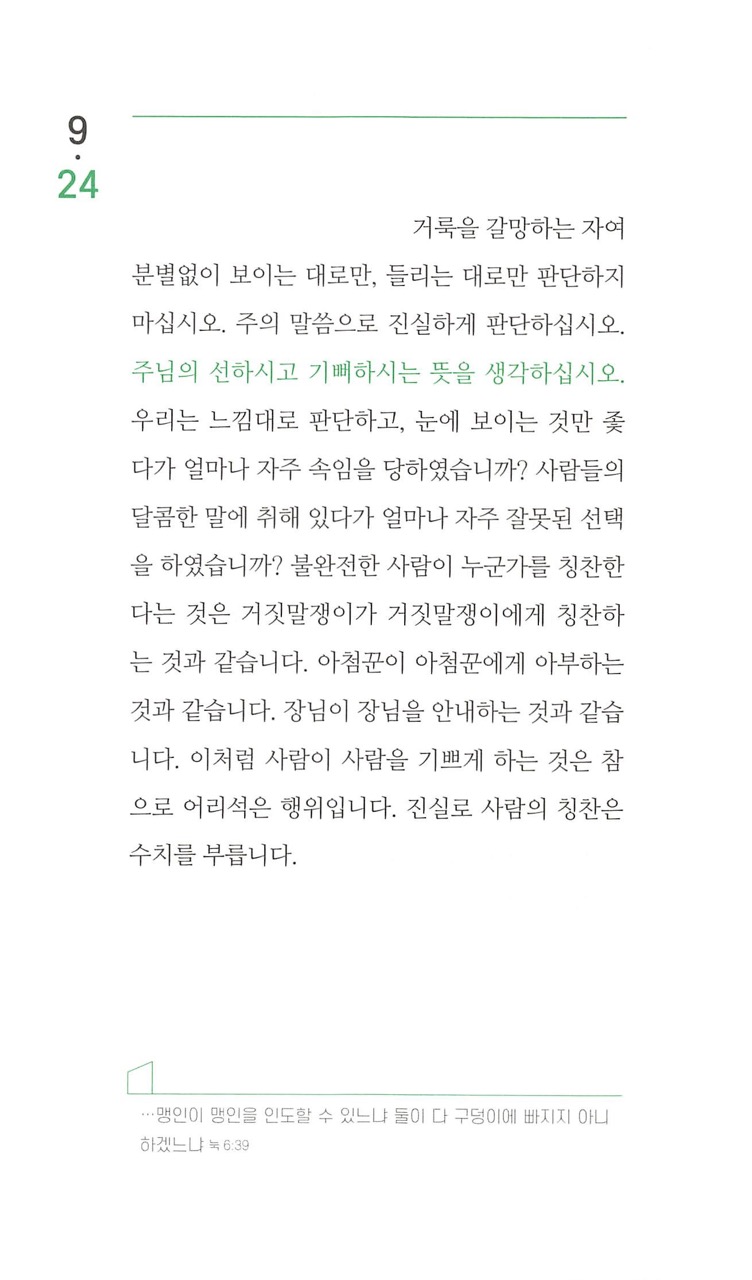 9
·
24
거룩을 갈망하는 자여
분별없이 보이는 대로만, 들리는 대로만 판단하지
마십시오. 주의 말씀으로 진실하게 판단하십시오.
주님의 선하시고 기뻐하시는 뜻을 생각하십시오.
우리는 느낌대로 판단하고, 눈에 보이는 것만 좇
다가 얼마나 자주 속임을 당하였습니까? 사람들의
달콤한 말에 취해 있다가 얼마나 자주 잘못된 선택
을 하였습니까? 불완전한 사람이 누군가를 칭찬한
다는 것은 거짓말쟁이가 거짓말쟁이에게 칭찬하
는 것과 같습니다. 아첨꾼이 아첨꾼에게 아부하는
것과 같습니다. 장님이 장님을 안내하는 것과 같습
니다. 이처럼 사람이 사람을 기쁘게 하는 것은 참
으로 어리석은 행위입니다. 진실로 사람의 칭찬은
수치를 부릅니다.
…맹인이 맹인을 인도할 수 있느냐 둘이 다 구덩이에 빠지지 아니
하겠느냐 눅 6:39